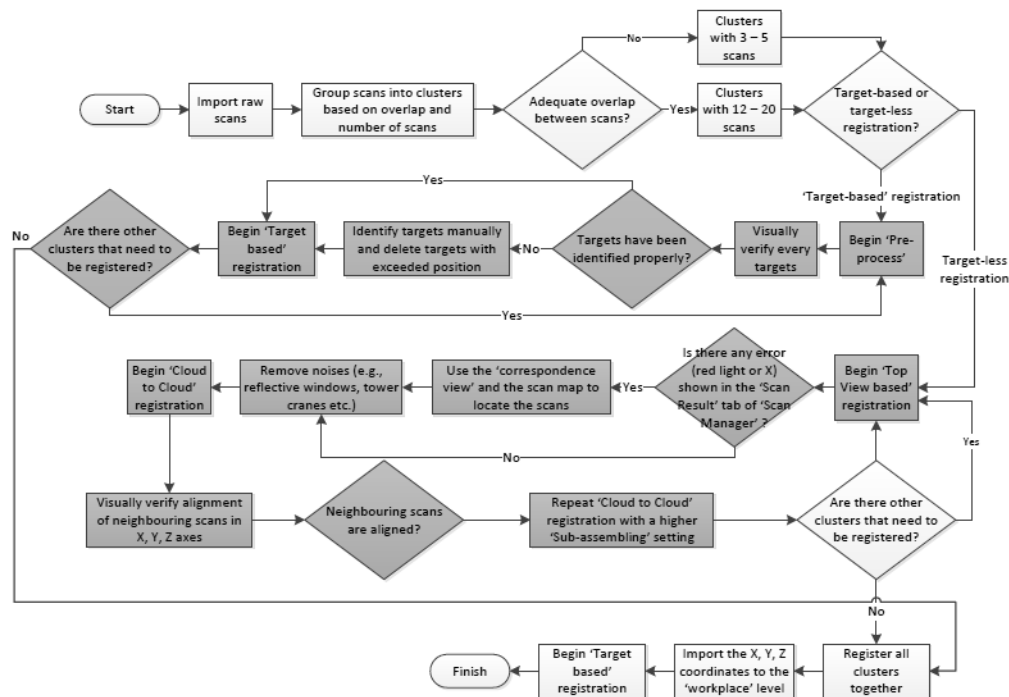 Start
Import raw
scans
Group scans into clusters
based on overlap and
number of scans
Adequate overlap
between scans?
No
Clusters
with 3 – 5
scans
Yes
Clusters
with 12 – 20
scans
Target-based or
target-less
registration?
'Target-based' registration
Target-less
registration
Begin 'Pre-
process'
Visually
verify every
targets
Targets have been
identified properly?
Yes
No
Identify targets manually
and delete targets with
exceeded position
Begin 'Target
based'
registration
Are there other
clusters that need to
be registered?
No
Yes
Begin 'Top
View based'
registration
Is there any error
(red light or X)
shown in the 'Scan
Result' tab of 'Scan
Manager' ?
Yes
No
Use the 'correspondence
view' and the scan map to
locate the scans
Remove noises (e.g.,
reflective windows, tower
cranes etc.)
Begin 'Cloud
to Cloud'
registration
Visually verify alignment
of neighbouring scans in
X, Y, Z axes
Neighbouring scans
are aligned?
Repeat 'Cloud to Cloud'
registration with a higher
'Sub-assembling' setting
Are there other
clusters that need to
be registered?
Yes
No
Register all
clusters
together
Import the X, Y, Z
coordinates to the
'workplace' level
Begin 'Target
based'
registration
Finish